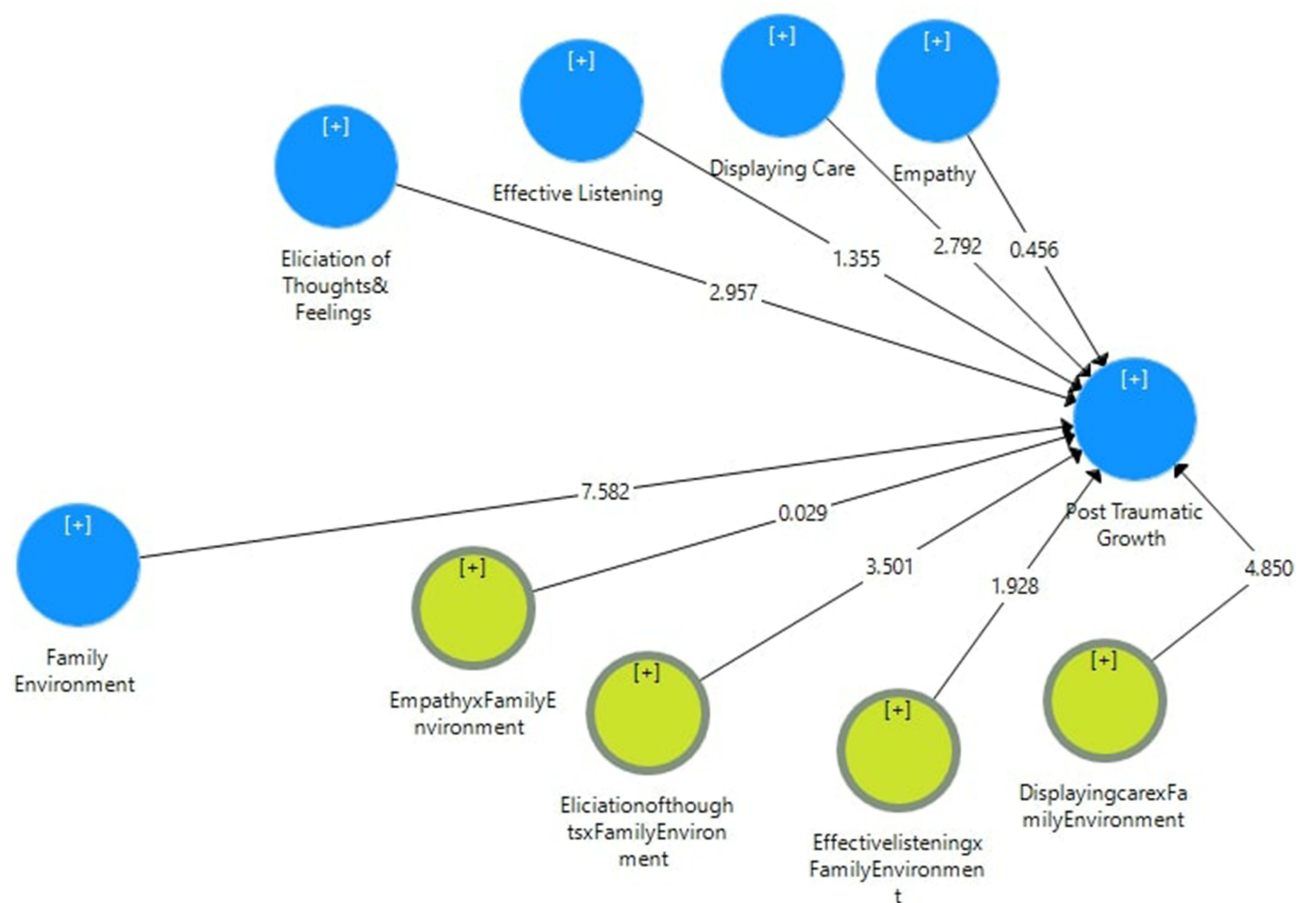 [+]
[+]
[+]
[+]
Displaying Care
Empathy
Effective Listening
Eliciation of
Thoughts&
Feelings
2.957
1.355
2.792
0.456
[+]
Post Traumatic
Growth
[+]
Family
Environment
7.582
0.029
3.501
1.928
4.850
[+]
EmpathyxFamilyE
nvironment
[+]
Eliciationofthough
tsxFamilyEnviron
ment
[+]
Effectivelisteningx
FamilyEnvironmen
t
[+]
DisplayingcarexFa
milyEnvironment